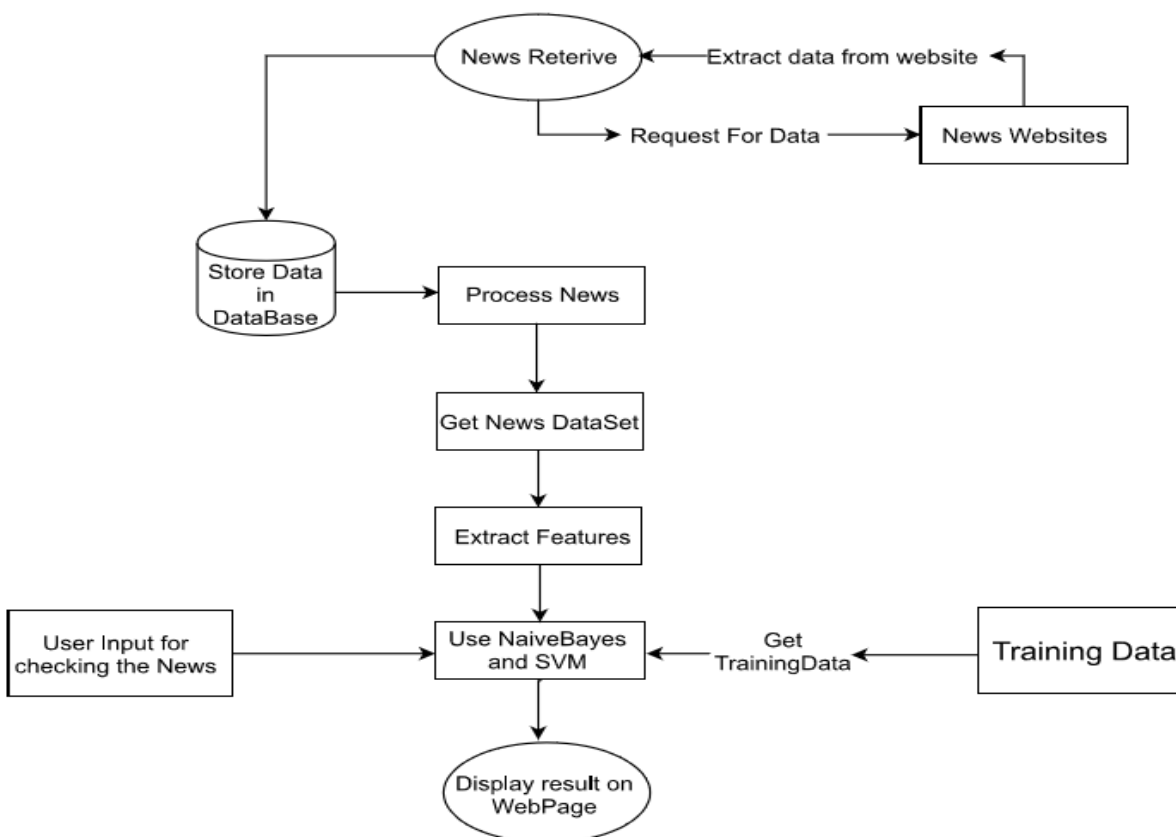 News Reterive
Extract data from website
Request For Data
News Websites
Store Data
in
DataBase
Process News
Get News DataSet
Extract Features
User Input for
checking the News
Use NaiveBayes
and SVM
Get
TrainingData
Training Data
Display result on
WebPage